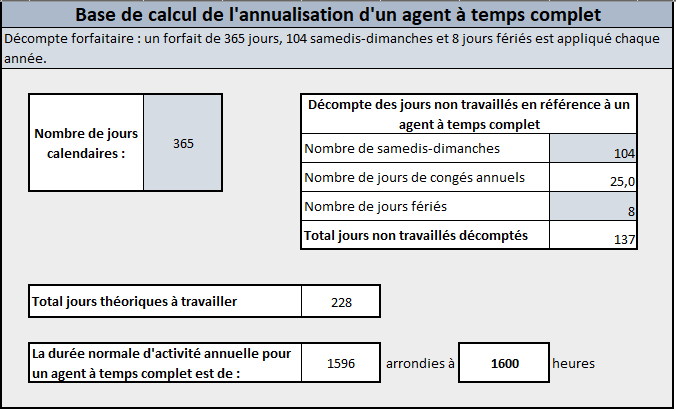 Base de calcul de l'annualisation d'un agent à temps complet
Décompte forfaitaire : un forfait de 365 jours, 104 samedis-dimanches et 8 jours fériés est appliqué chaque
année.
Nombre de jours
calendaires :
365
Décompte des jours non travaillés en référence à un
agent à temps complet
Nombre de samedis-dimanches 104
Nombre de jours de congés annuels 25,0
Nombre de jours fériés 8
Total jours non travaillés décomptés 137
Total jours théoriques à travailler 228
La durée normale d'activité annuelle pour
un agent à temps complet est de :
1596 arrondies à 1600 heures